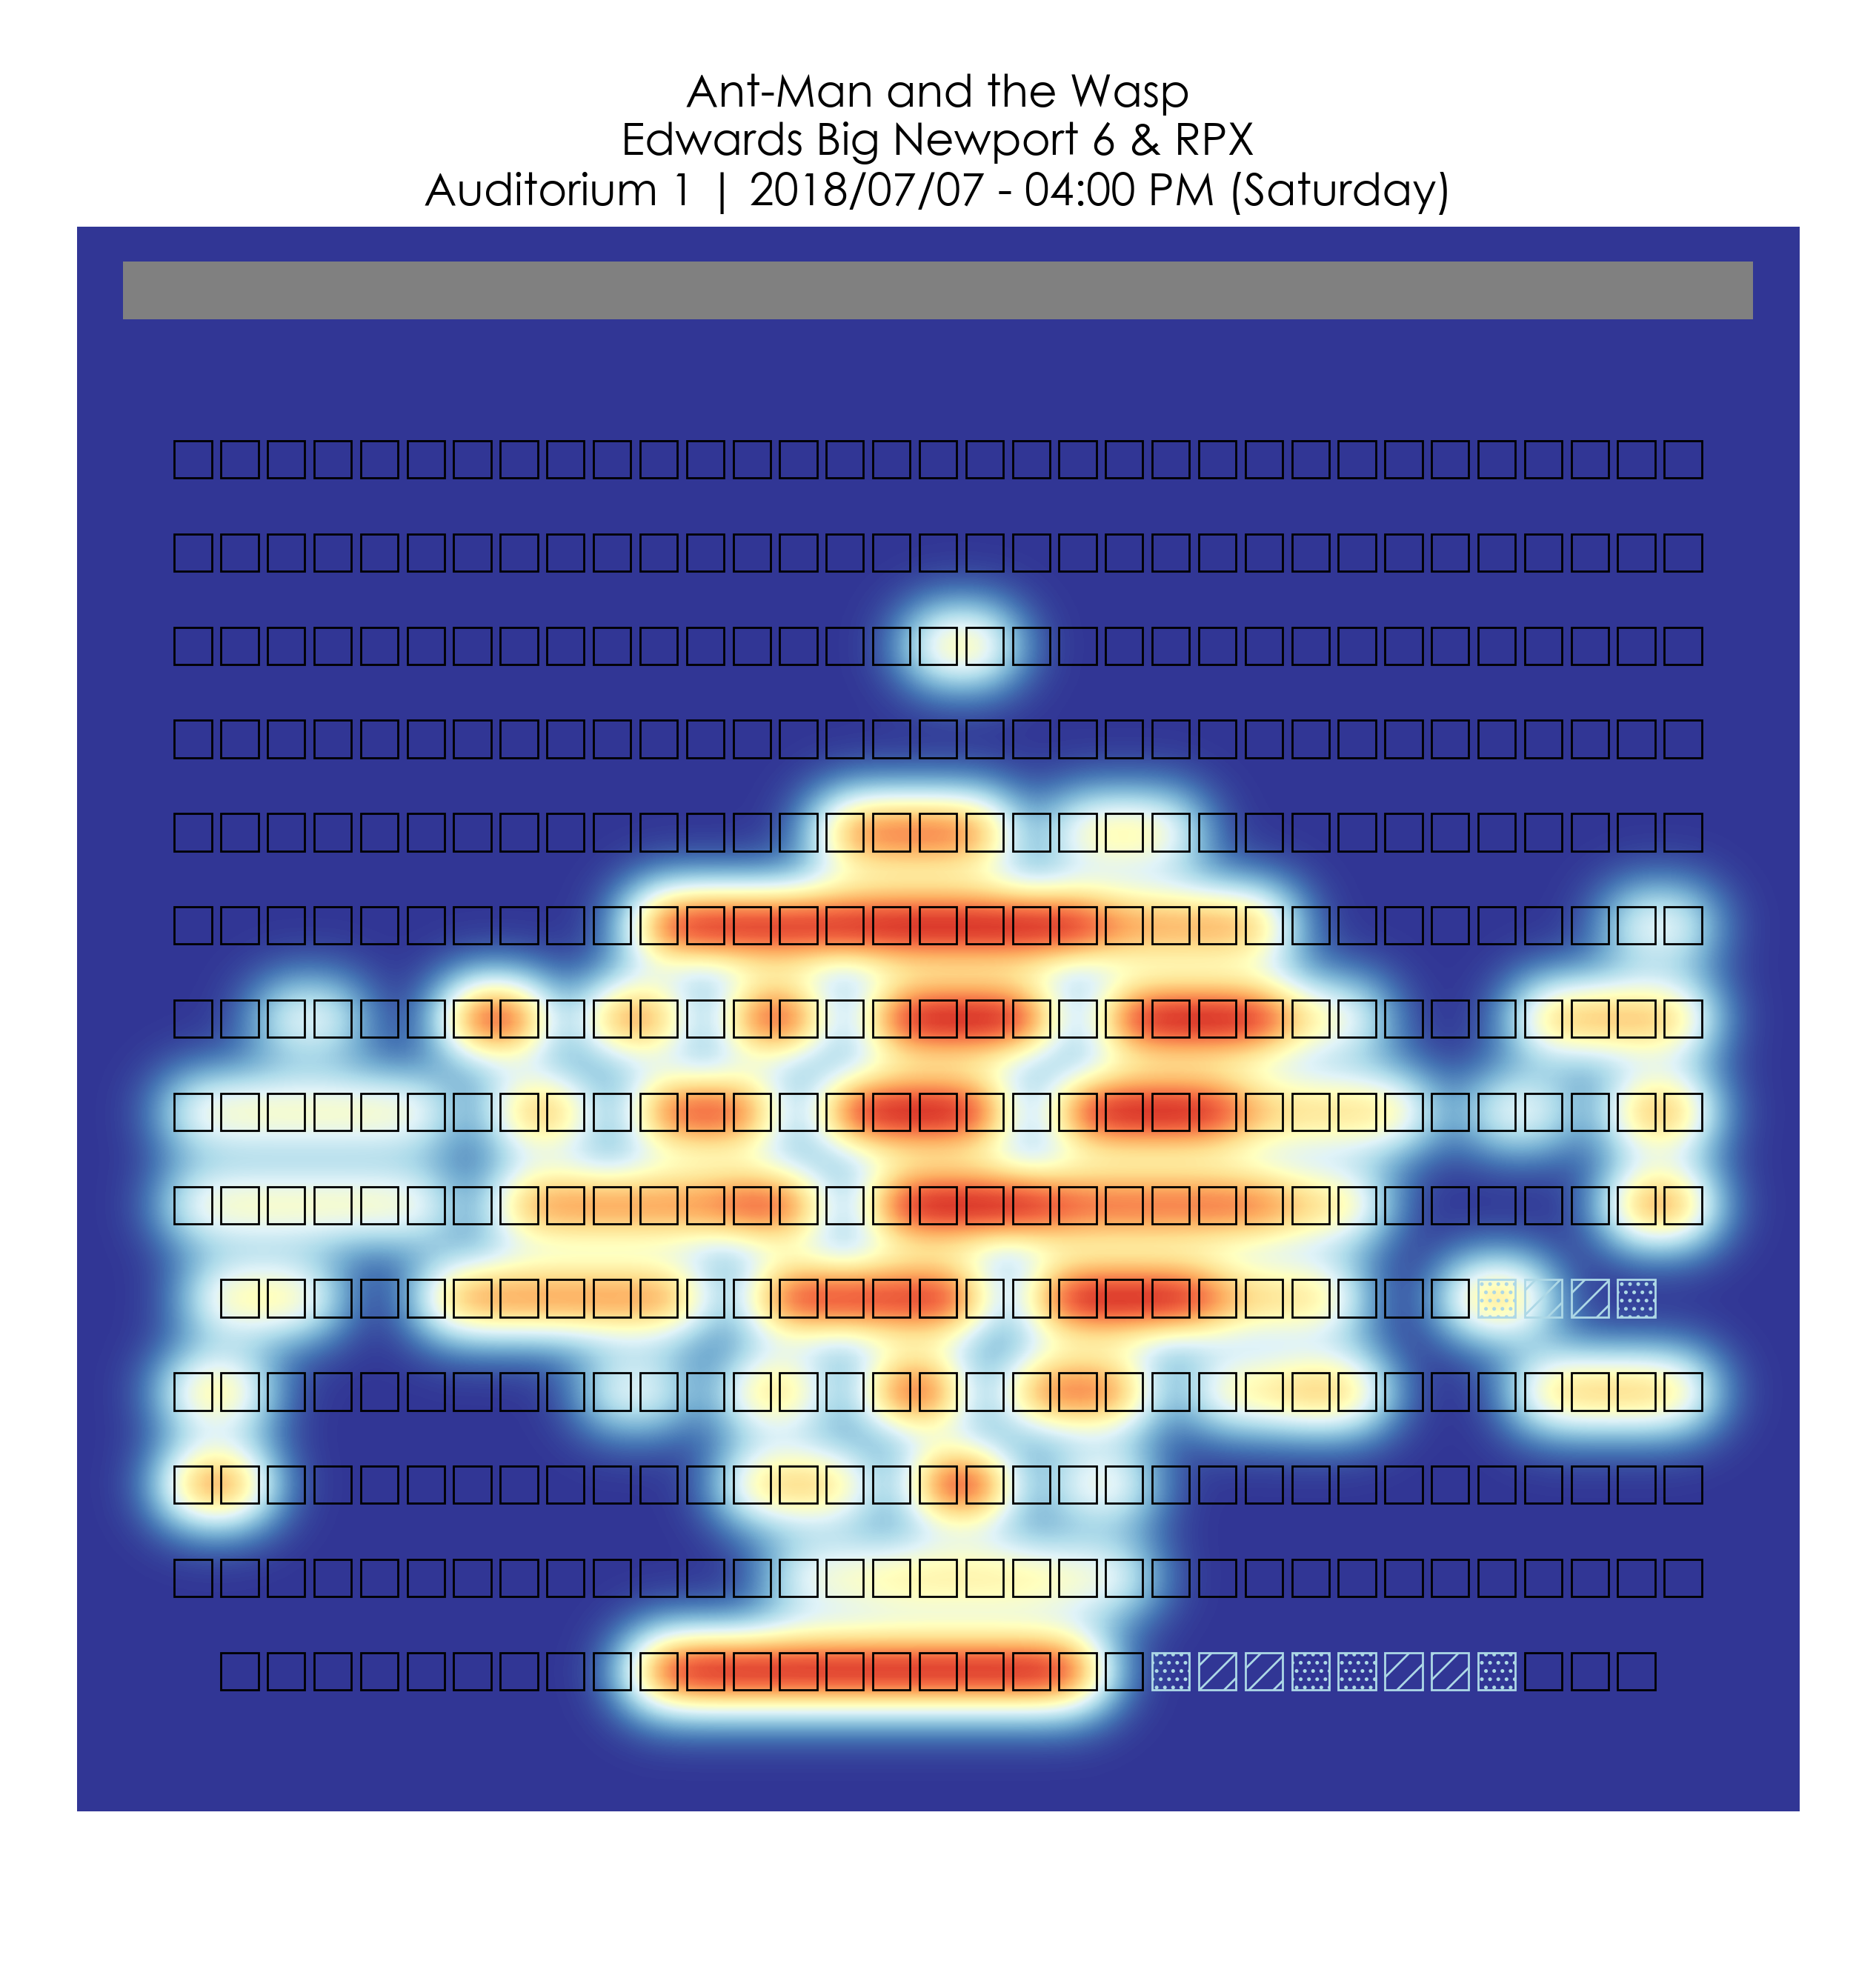 Ant-Man and the Wasp
Edwards Big Newport 6 & RPX
Auditorium 1 | 2018/07/07 - 04:00 PM (Saturday)